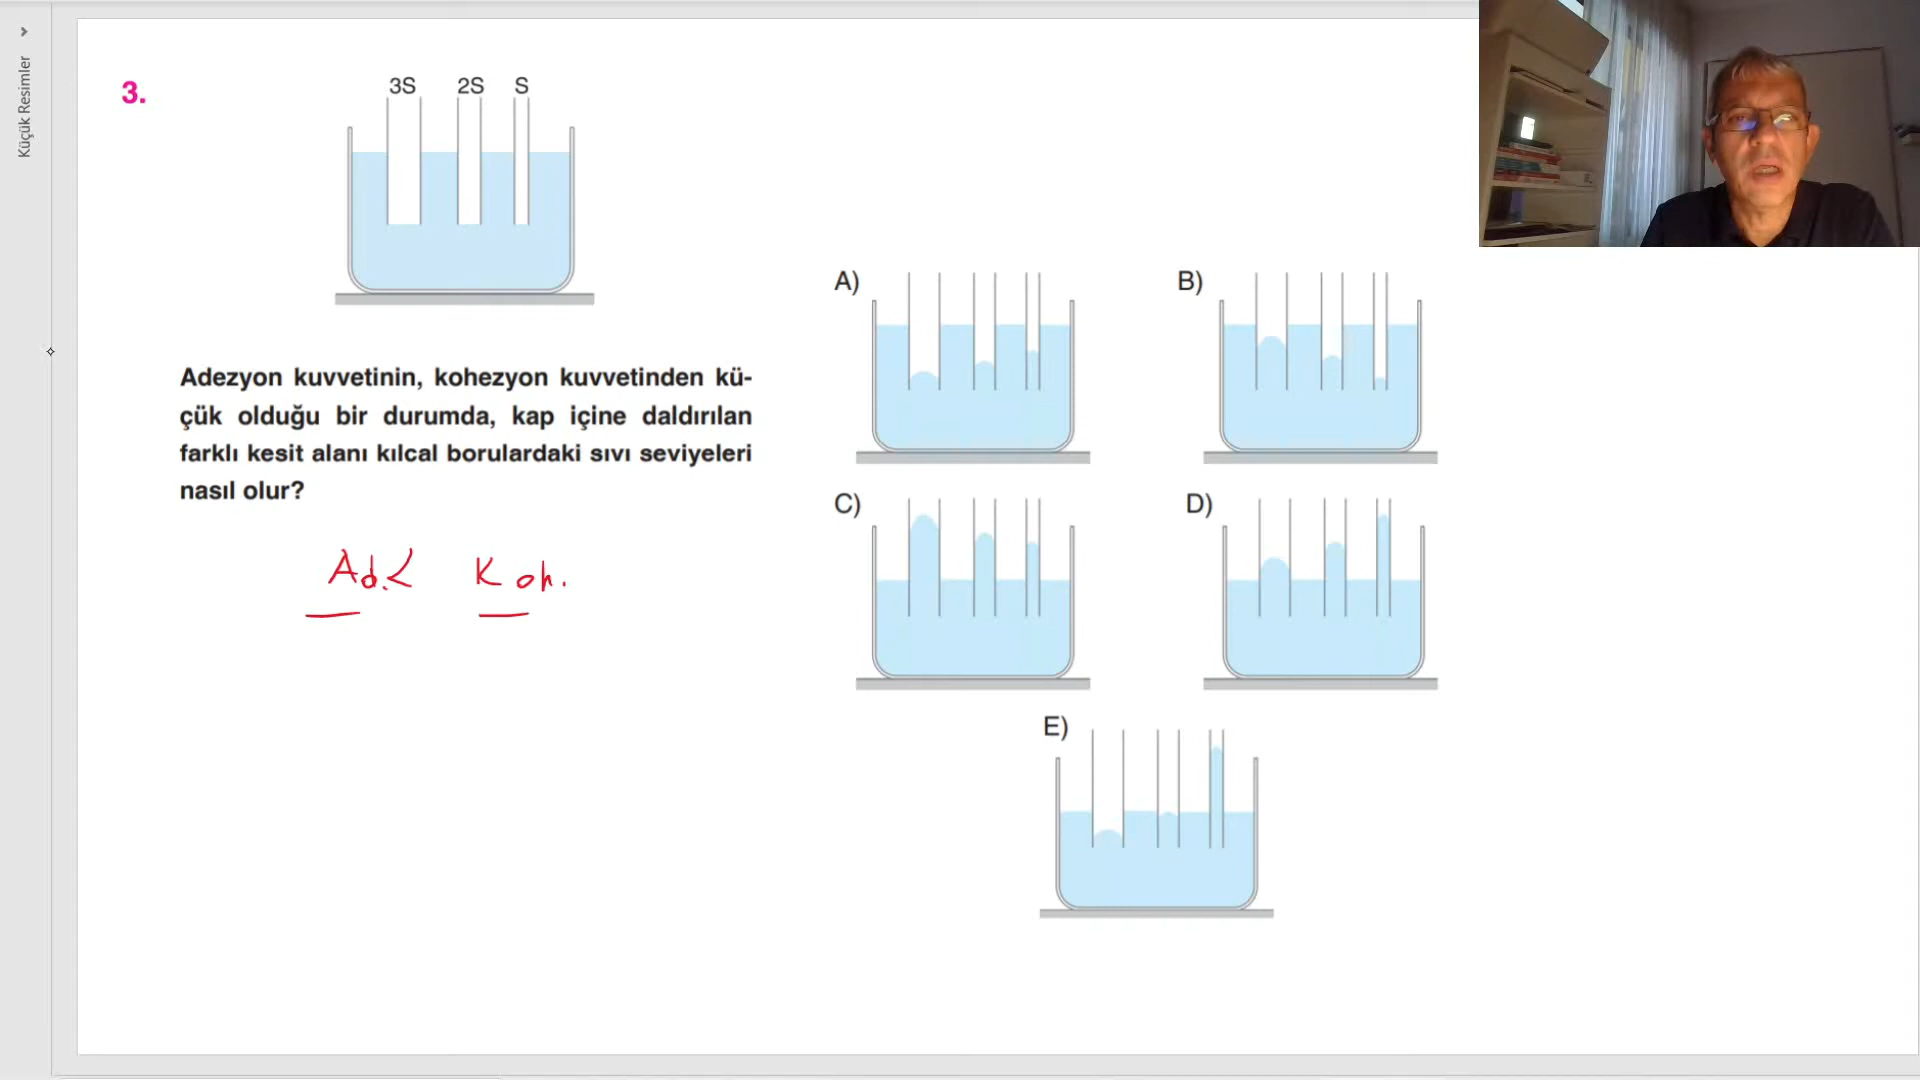 Küçük Resimler
3.
3S 2S S
Adezyon kuvvetinin, kohezyon kuvvetinden kü-
çük olduğu bir durumda, kap içine daldırılan
farklı kesit alanı kılcal borulardaki sıvı seviyeleri
nasıl olur?
Ad.< Koh.
A)
B)
C)
D)
E)